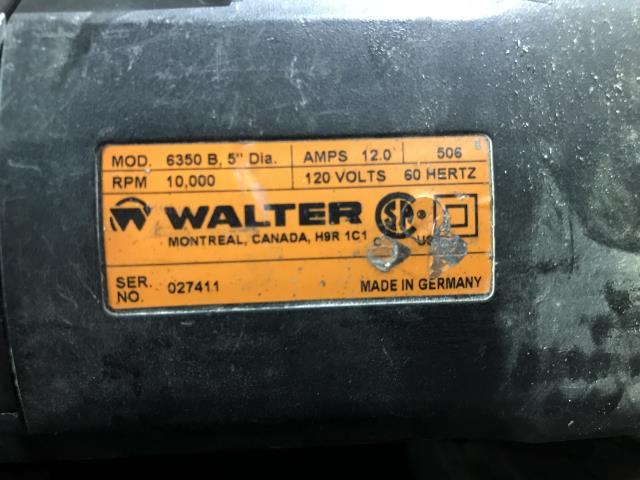 MOD. 6350 B, 5" Dia. AMPS 12.0 506
RPM 10,000 120 VOLTS 60 HERTZ
WALTER
MONTREAL, CANADA, H9R 1C1 C US
SER. NO. 027411
MADE IN GERMANY